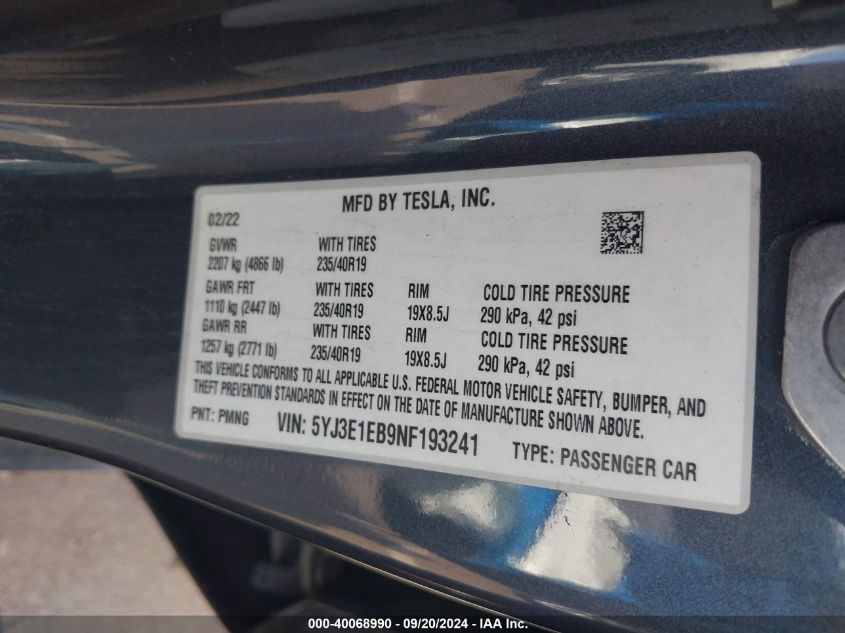 MFD BY TESLA, INC.
02/22
GVWR WITH TIRES
2207 kg (4866 lb) 235/40R19
GAWR FRT WITH TIRES RIM COLD TIRE PRESSURE
1110 kg (2447 lb) 235/40R19 19X8.5J 290 kPa, 42 psi
GAWR RR WITH TIRES RIM COLD TIRE PRESSURE
1257 kg (2771 lb) 235/40R19 19X8.5J 290 kPa, 42 psi
THIS VEHICLE CONFORMS TO ALL APPLICABLE U.S. FEDERAL MOTOR VEHICLE SAFETY, BUMPER, AND
THEFT PREVENTION STANDARDS IN EFFECT ON THE DATE OF MANUFACTURE SHOWN ABOVE.
PNT: PMNG VIN: 5YJ3E1EB9NF193241 TYPE: PASSENGER CAR
000-40068990 - 09/20/2024 - IAA Inc.